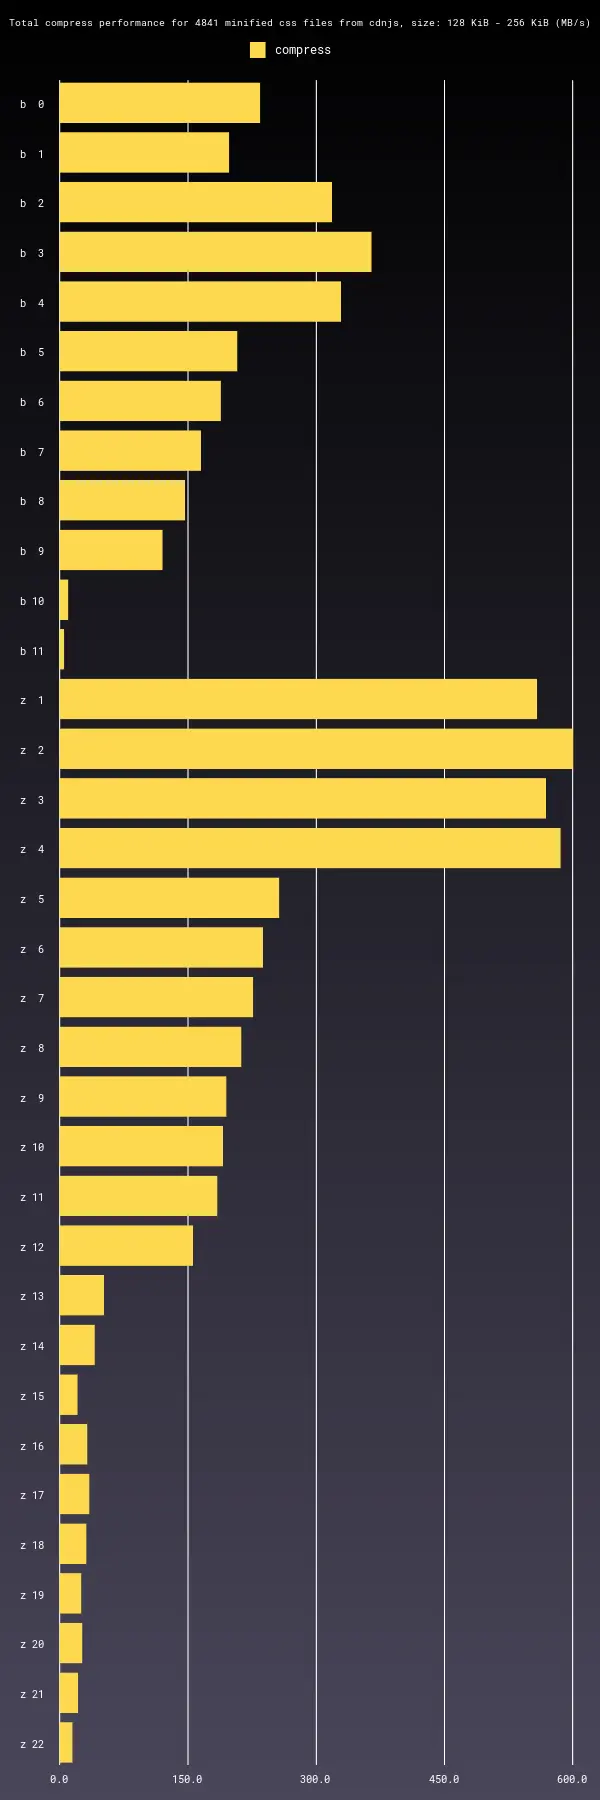 Total compress performance for 4841 minified css files from cdnjs, size: 128 KiB - 256 KiB (MB/s)
compress
b 0
b 1
b 2
b 3
b 4
b 5
b 6
b 7
b 8
b 9
b 10
b 11
z 1
z 2
z 3
z 4
z 5
z 6
z 7
z 8
z 9
z 10
z 11
z 12
z 13
z 14
z 15
z 16
z 17
z 18
z 19
z 20
z 21
z 22
0.0 150.0 300.0 450.0 600.0